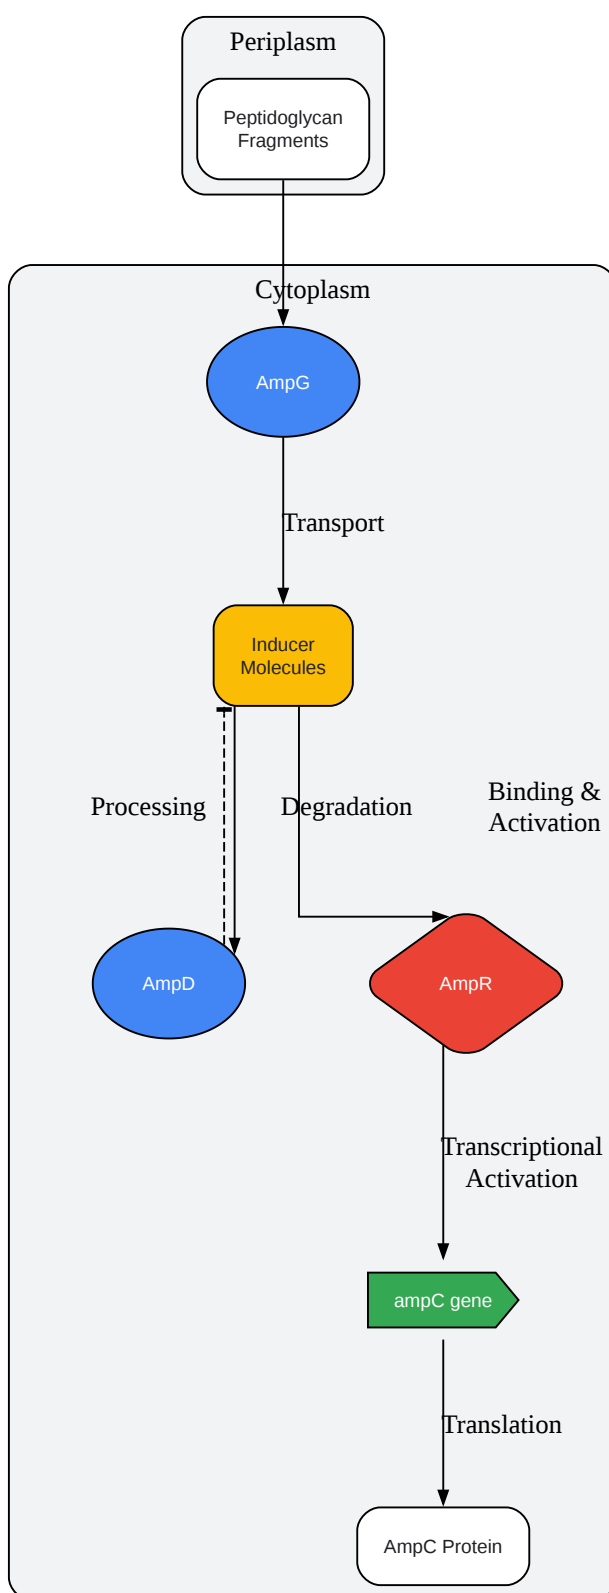 Periplasm
Peptidoglycan
Fragments
Cytoplasm
AmpG
Transport
Inducer
Molecules
Processing
Degradation
Binding &
Activation
AmpD
AmpR
Transcriptional
Activation
ampC gene
Translation
AmpC Protein